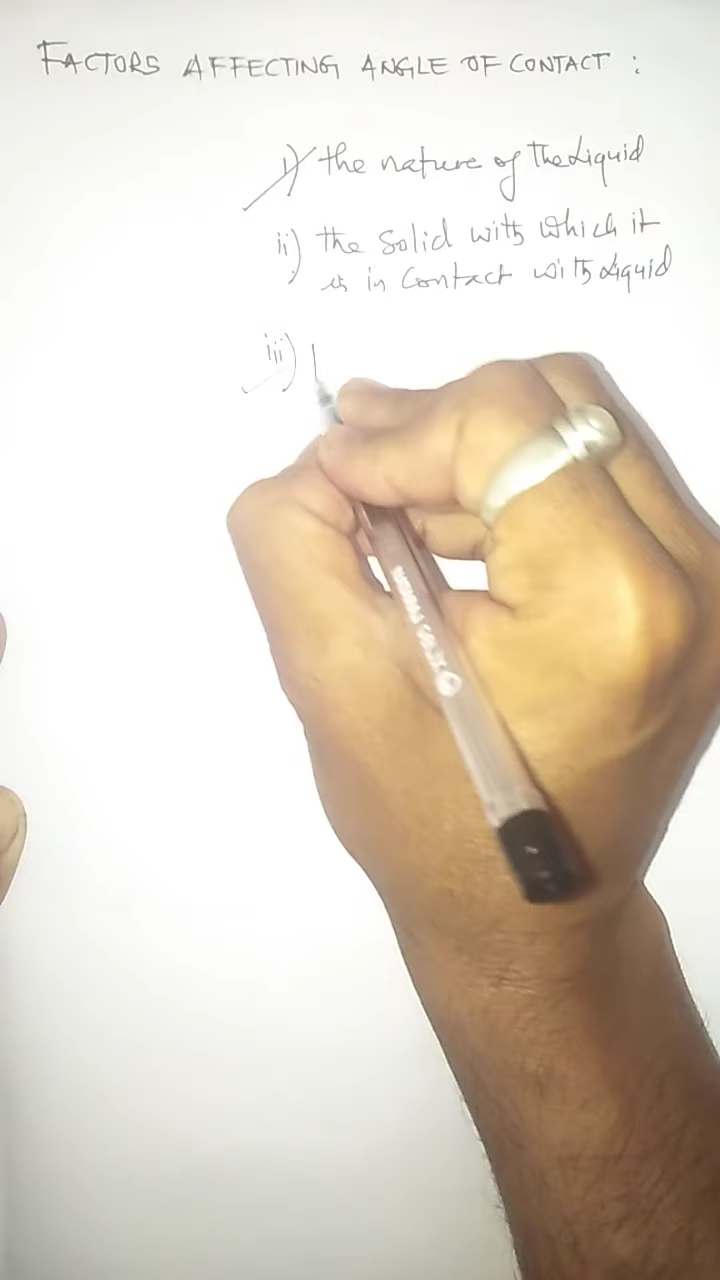 FACTORS AFFECTING ANGLE OF CONTACT :
i) the nature of the Liquid
ii) the Solid with which it
is in Contact with Liquid
iii)